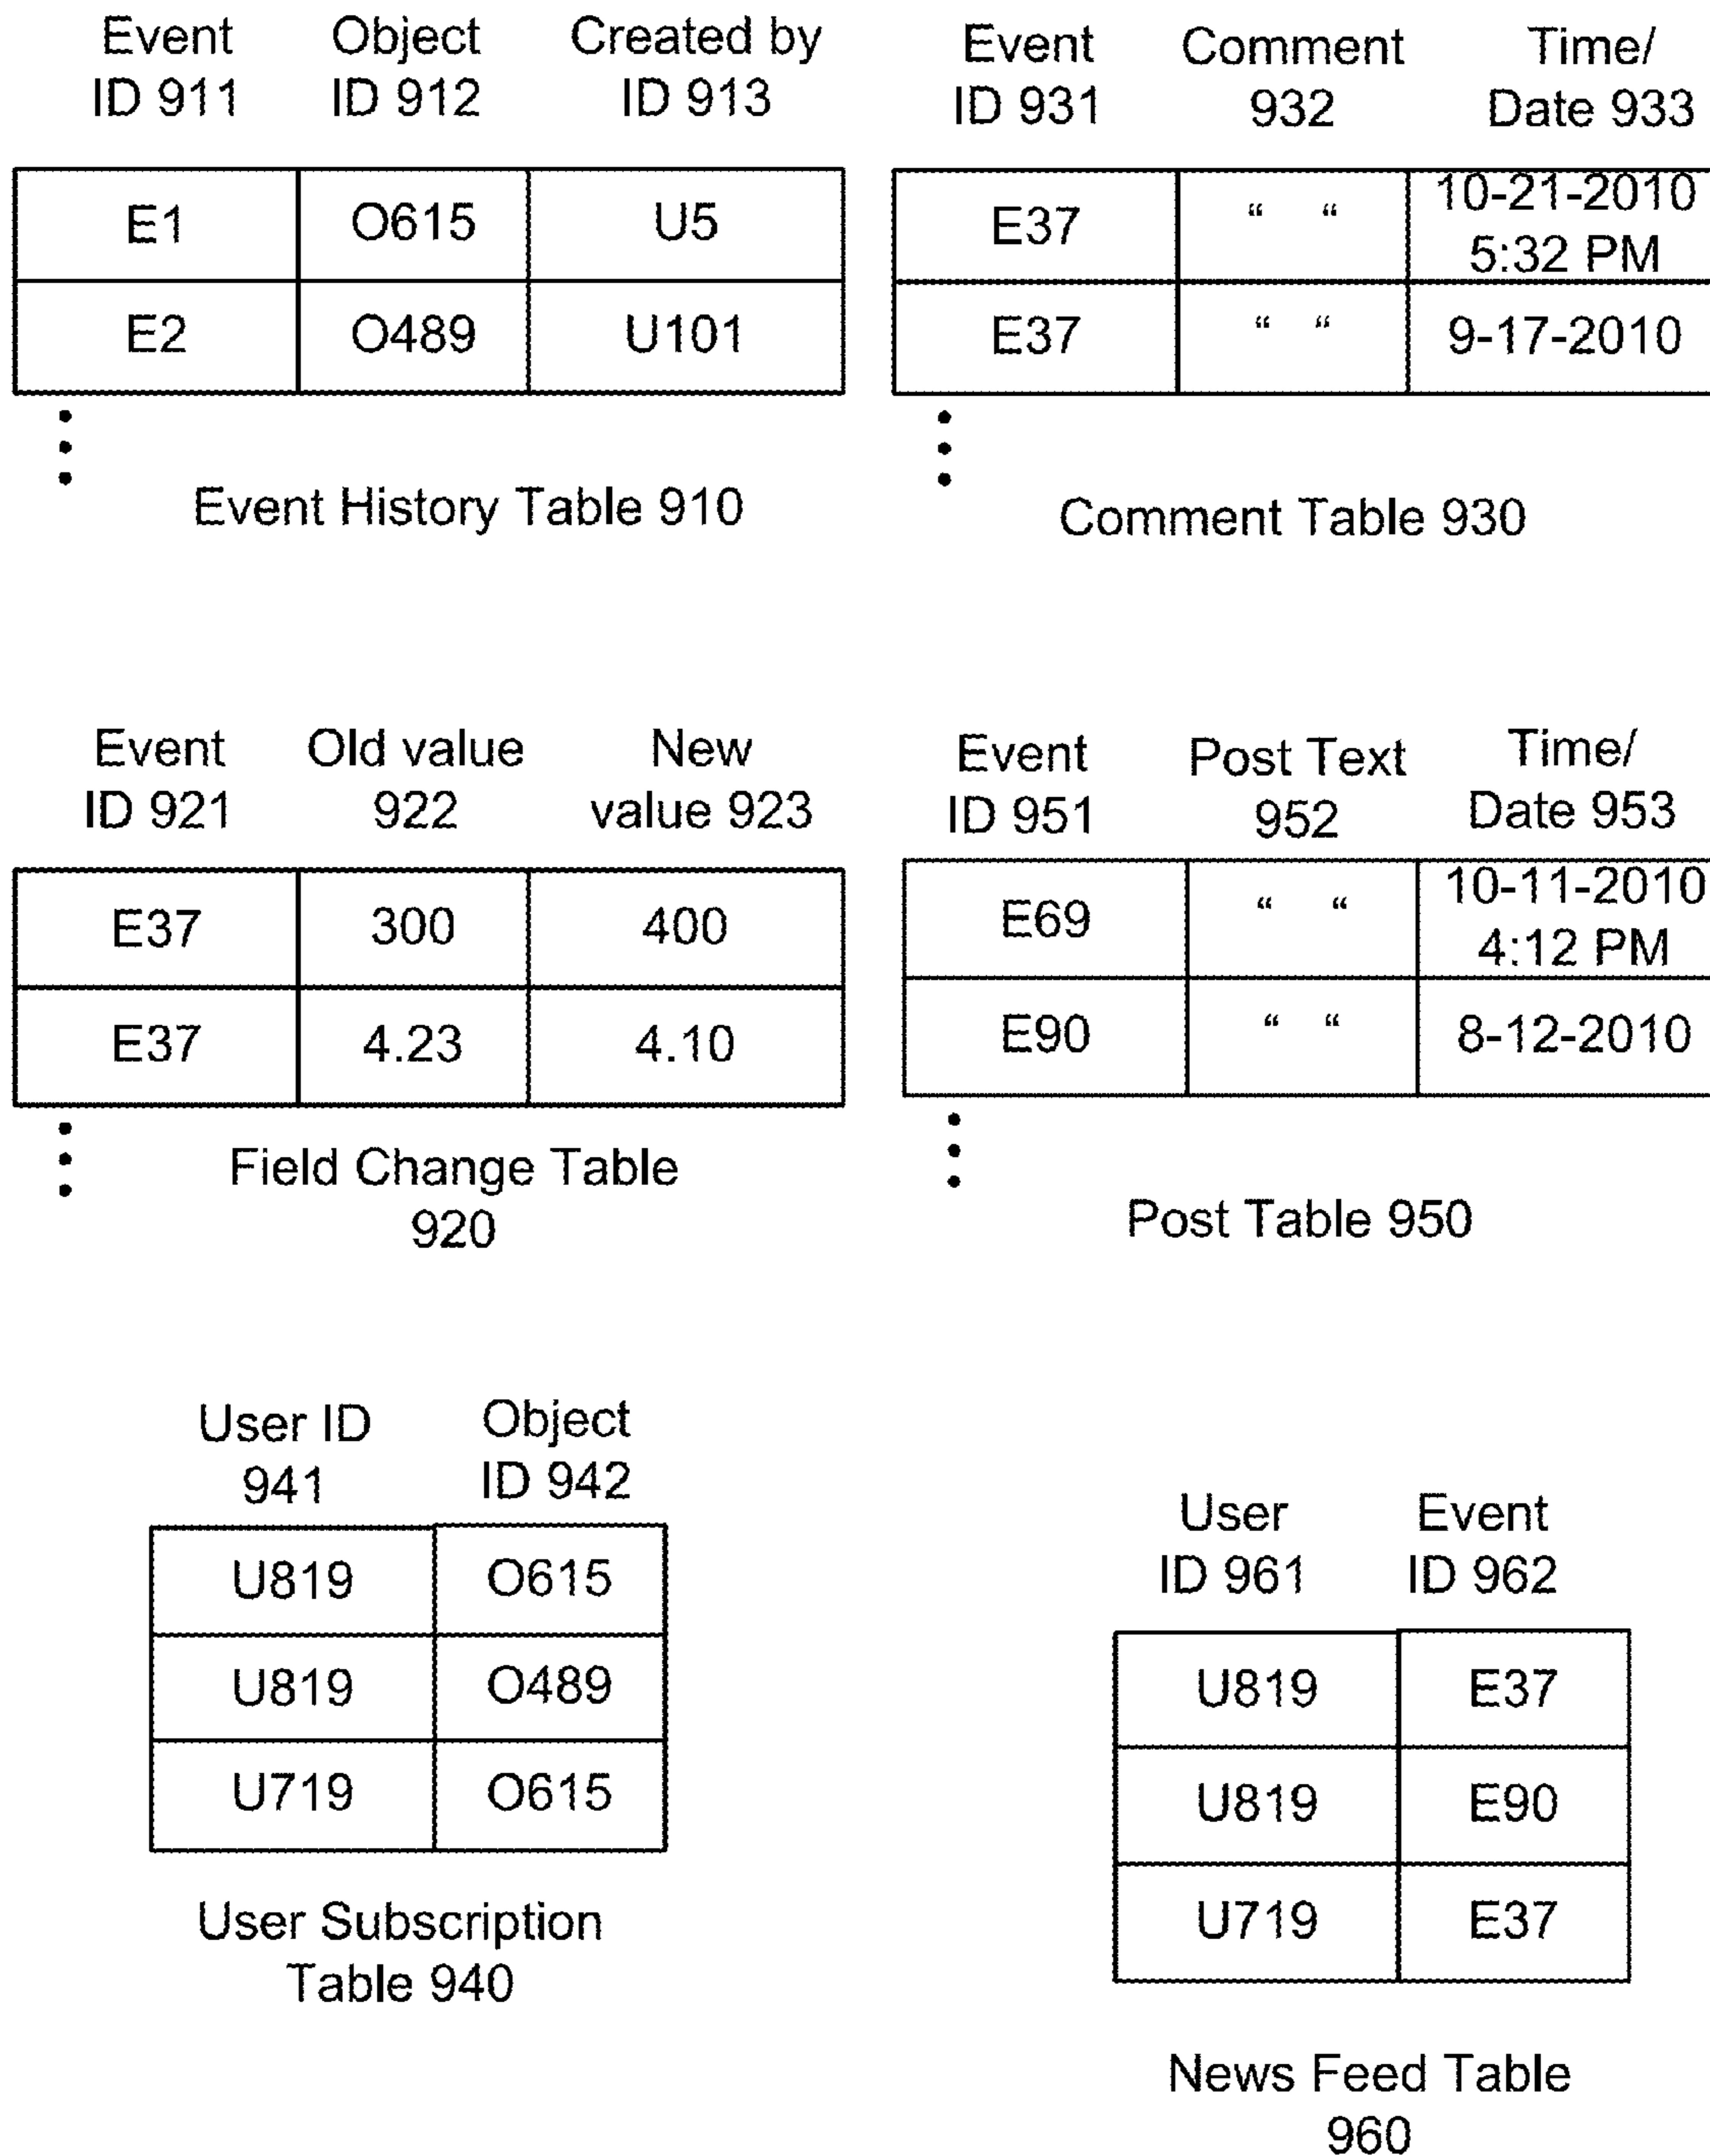 Event Object Created by
ID 911 ID 912 ID 913
E1 O615 U5
E2 O489 U101
Event History Table 910
Event Comment Time/
ID 931 932 Date 933
E37 “ “ 10-21-2010
5:32 PM
E37 “ “ 9-17-2010
Comment Table 930
Event Old value New
ID 921 922 value 923
E37 300 400
E37 4.23 4.10
Field Change Table
920
Event Post Text Time/
ID 951 952 Date 953
E69 “ “ 10-11-2010
4:12 PM
E90 “ “ 8-12-2010
Post Table 950
User ID Object
941 ID 942
U819 O615
U819 O489
U719 O615
User Subscription
Table 940
User Event
ID 961 ID 962
U819 E37
U819 E90
U719 E37
News Feed Table
960